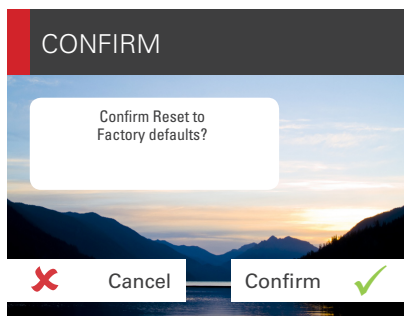 CONFIRM
Confirm Reset to
Factory defaults?
Cancel
Confirm